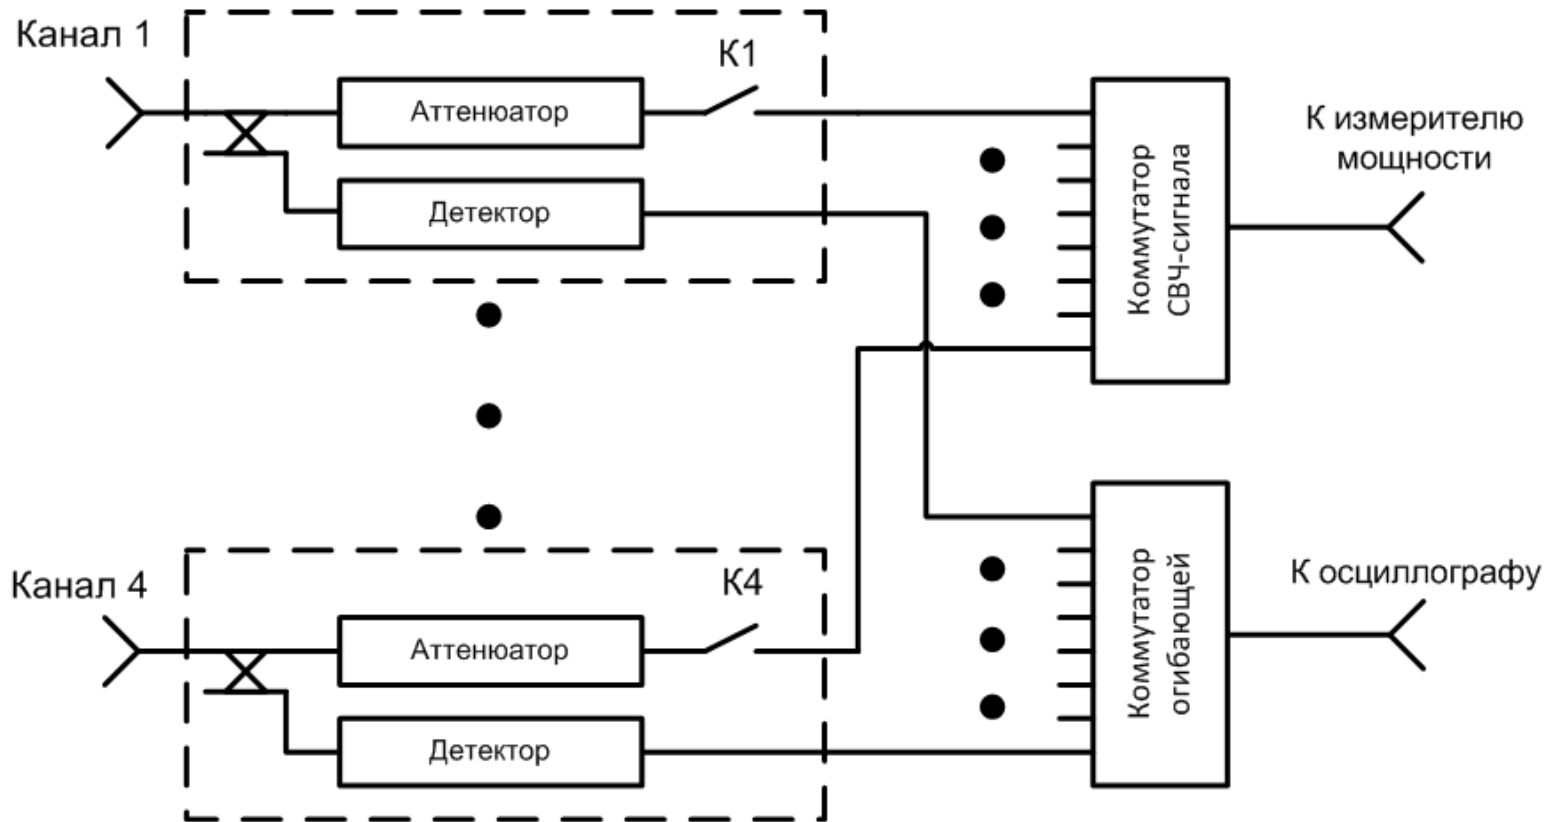 Канал 1
К1
Аттенюатор
Детектор
Коммутатор
СВЧ-сигнала
К измерителю
мощности
Канал 4
К4
Аттенюатор
Детектор
Коммутатор
огибающей
К осциллографу